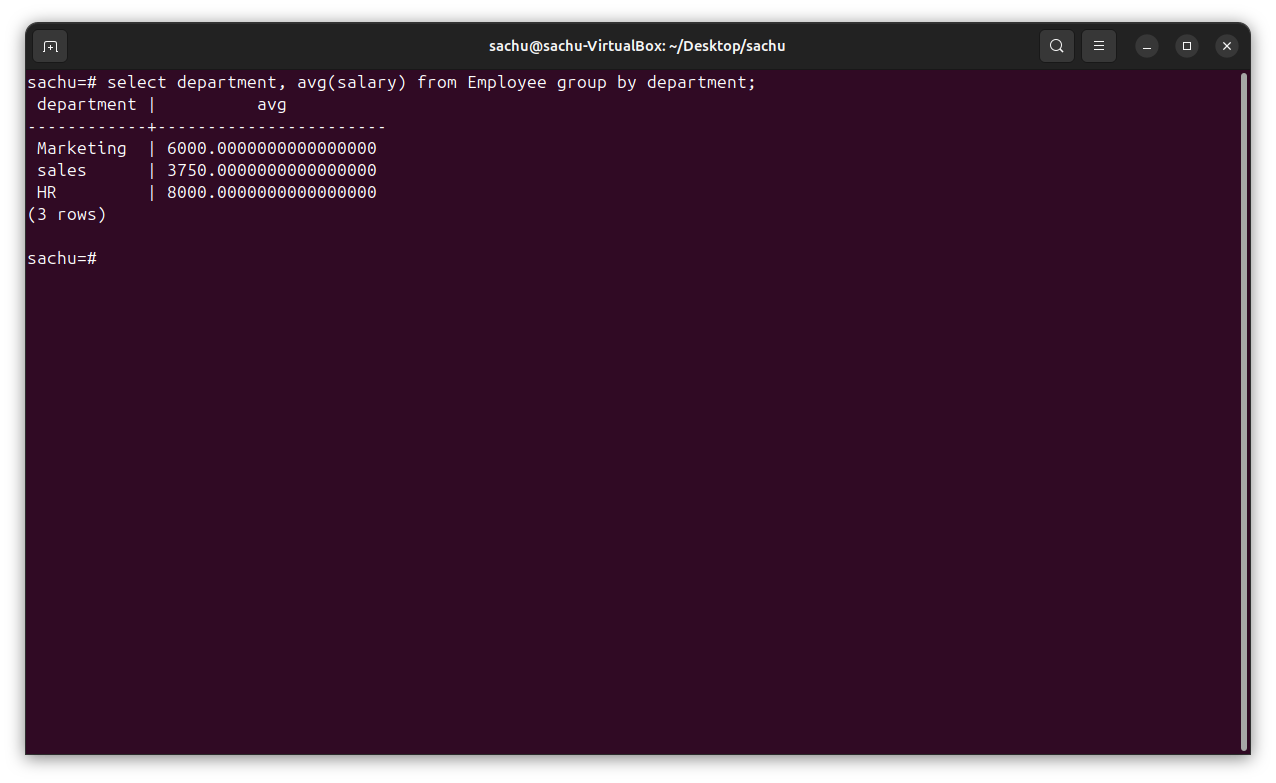 sachu@sachu-VirtualBox: ~/Desktop/sachu
sachu=# select department, avg(salary) from Employee group by department;
 department |          avg
------------+-----------------------
 Marketing  | 6000.0000000000000000
 sales      | 3750.0000000000000000
 HR         | 8000.0000000000000000
(3 rows)
sachu=#